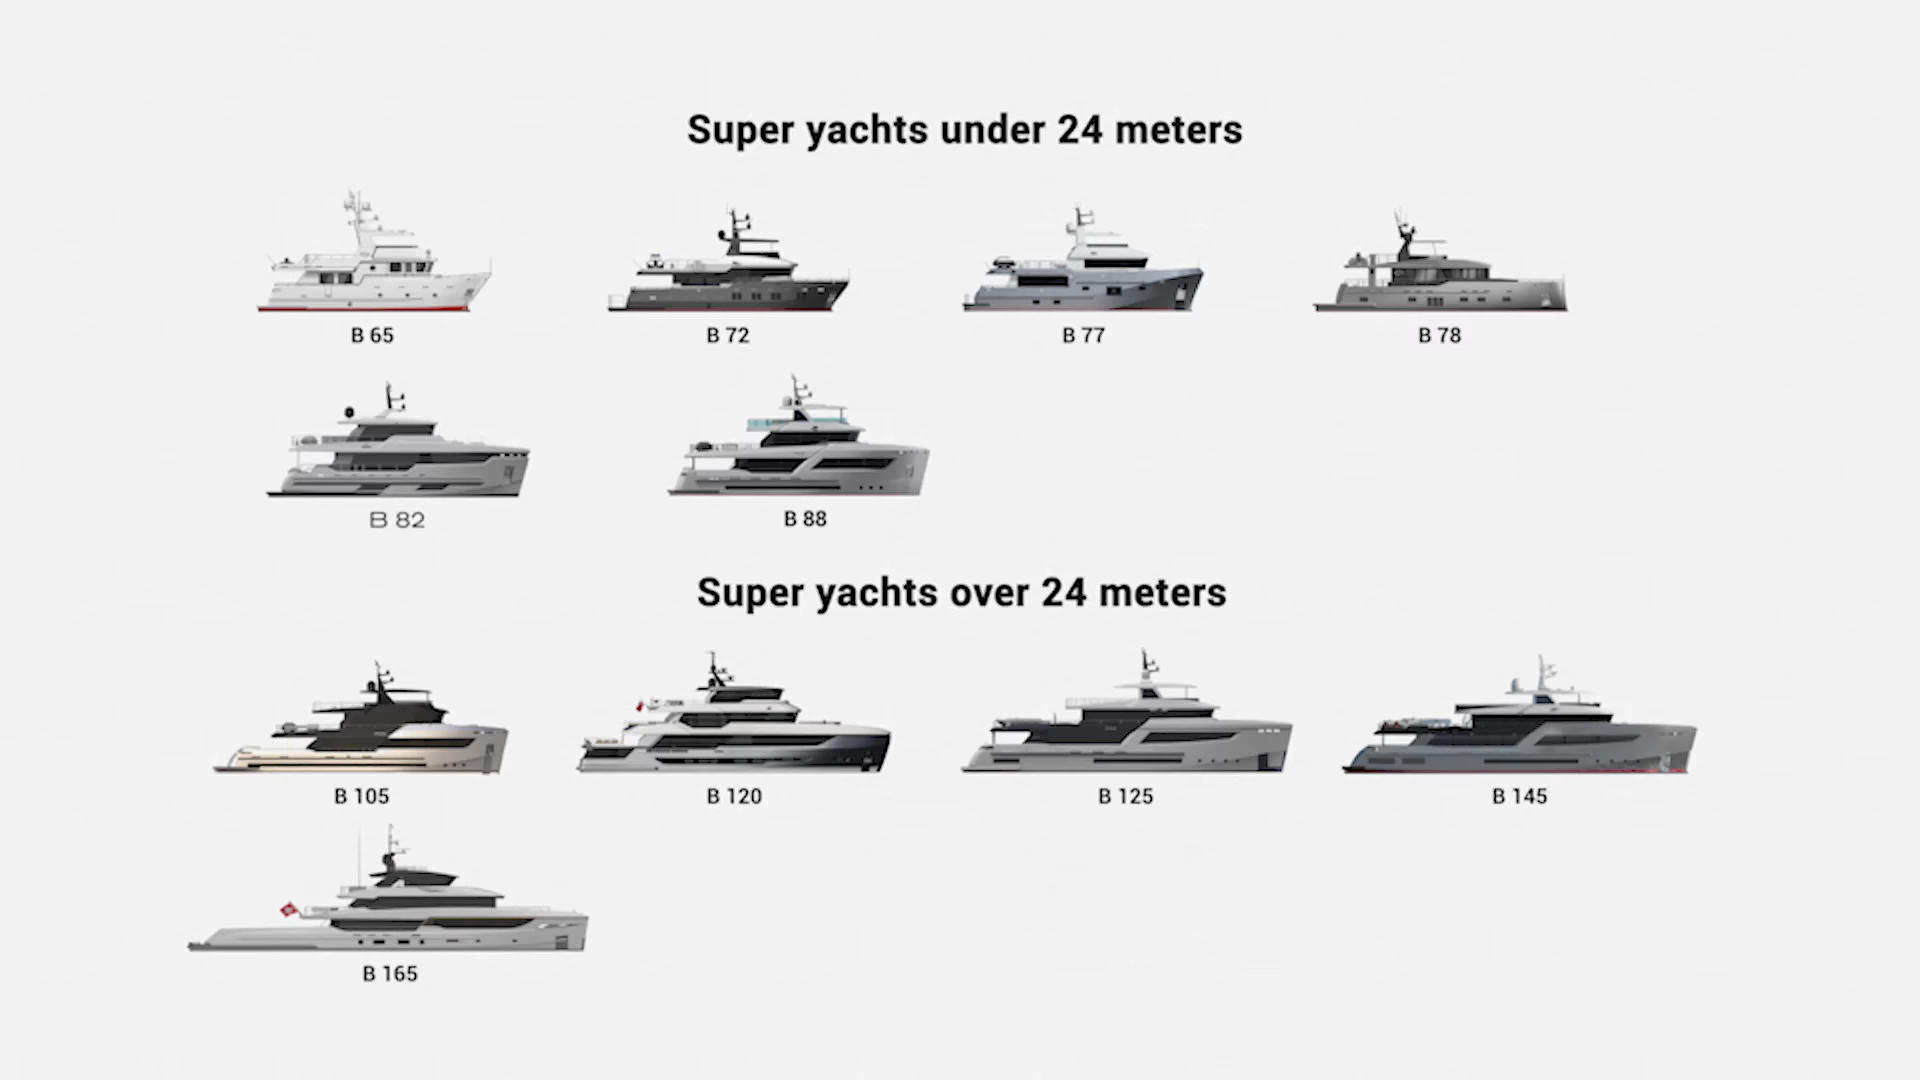 Super yachts under 24 meters
B 65
B 72
B 77
B 78
B 82
B 88
Super yachts over 24 meters
B 105
B 120
B 125
B 145
B 165